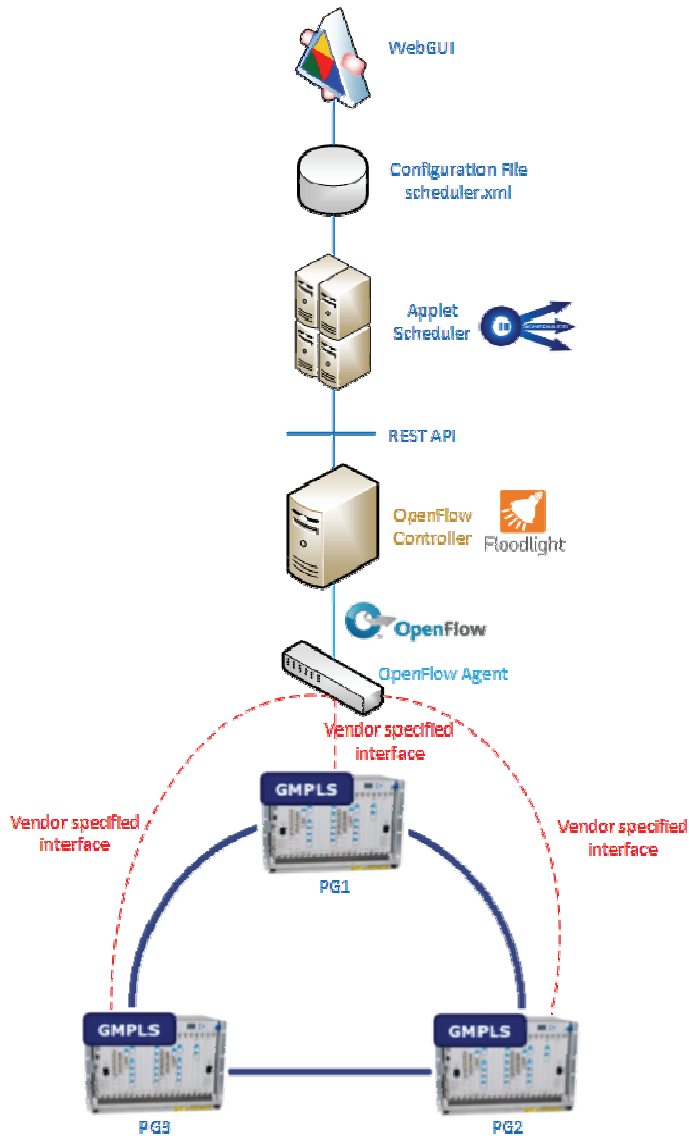 WebGUI
Configuration File
scheduler.xml
Applet
Scheduler
REST API
OpenFlow
Controller
Floodlight
OpenFlow
OpenFlow Agent
Vendor specified
interface
GMPLS
Vendor specified
interface
Vendor specified
interface
PG1
GMPLS
GMPLS
PG3
PG2